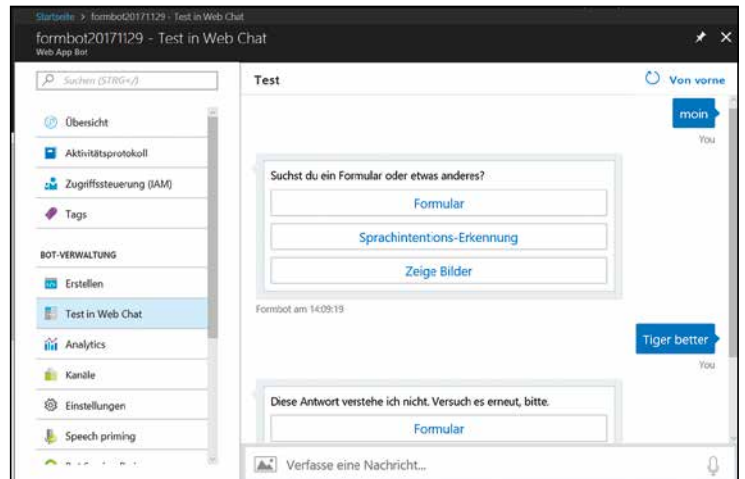 Startseite > formbot20171129 - Test in Web Chat
formbot20171129 - Test in Web Chat
Web App Bot
Suchen (STRG+/)
Übersicht
Aktivitätsprotokoll
Zugriffssteuerung (IAM)
Tags
BOT-VERWALTUNG
Erstellen
Test in Web Chat
Analytics
Kanäle
Einstellungen
Speech priming
Test
Von vorne
moin
You
Suchst du ein Formular oder etwas anderes?
Formular
Sprachintentions-Erkennung
Zeige Bilder
Formbot am 14:09:19
Tiger better
You
Diese Antwort verstehe ich nicht. Versuch es erneut, bitte.
Formular
Verfasse eine Nachricht...